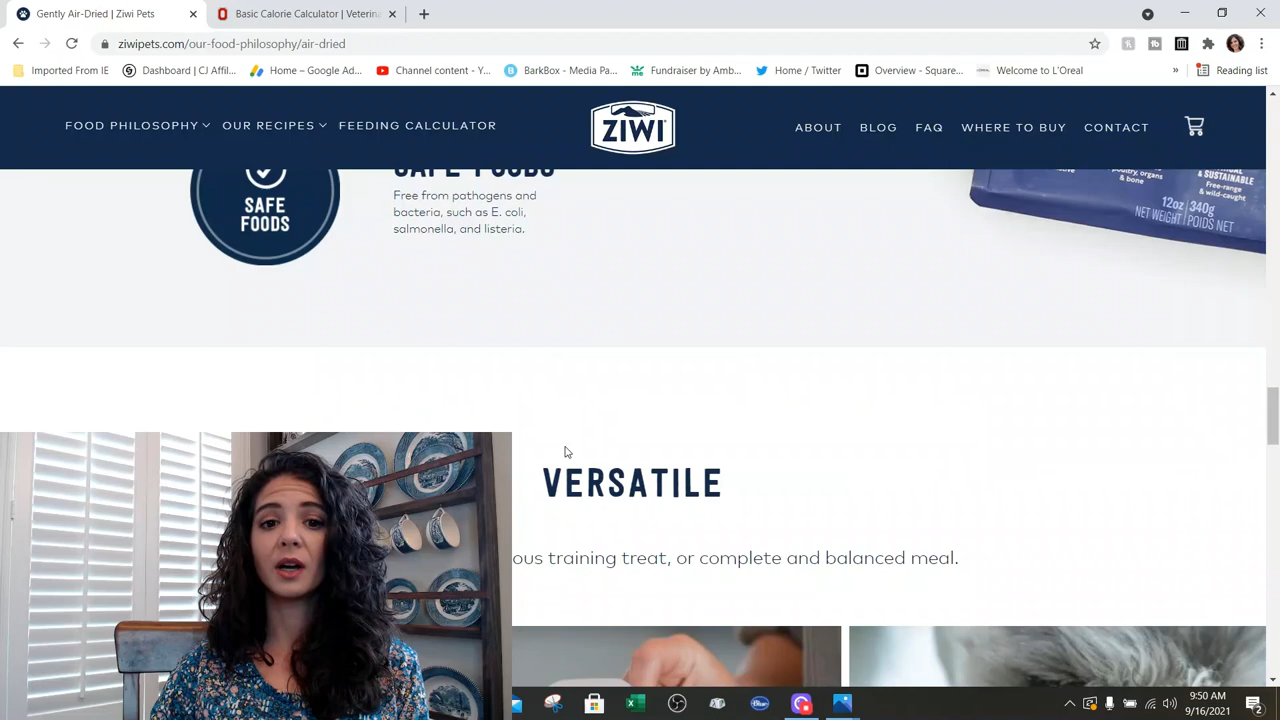 Gently Air-Dried | Ziwi Pets
Basic Calorie Calculator | Veterin
ziwipets.com/our-food-philosophy/air-dried
Imported From IE
Dashboard | CJ Affil...
Home – Google Ad...
Channel content - Y...
BarkBox - Media Pa...
Fundraiser by Amb...
Home / Twitter
Overview - Square...
Welcome to L'Oreal
»
Reading list
FOOD PHILOSOPHY
OUR RECIPES
FEEDING CALCULATOR
ZIWI
ABOUT
BLOG
FAQ
WHERE TO BUY
CONTACT
SAFE FOODS
SAFE
FOODS
Free from pathogens and
bacteria, such as E. coli,
salmonella, and listeria.
poultry, organs
& bone
& SUSTAINABLE
Free-range
& wild-caught
12oz 340g
NET WEIGHT POIDS NET
VERSATILE
ous training treat, or complete and balanced meal.
9:50 AM
9/16/2021
2